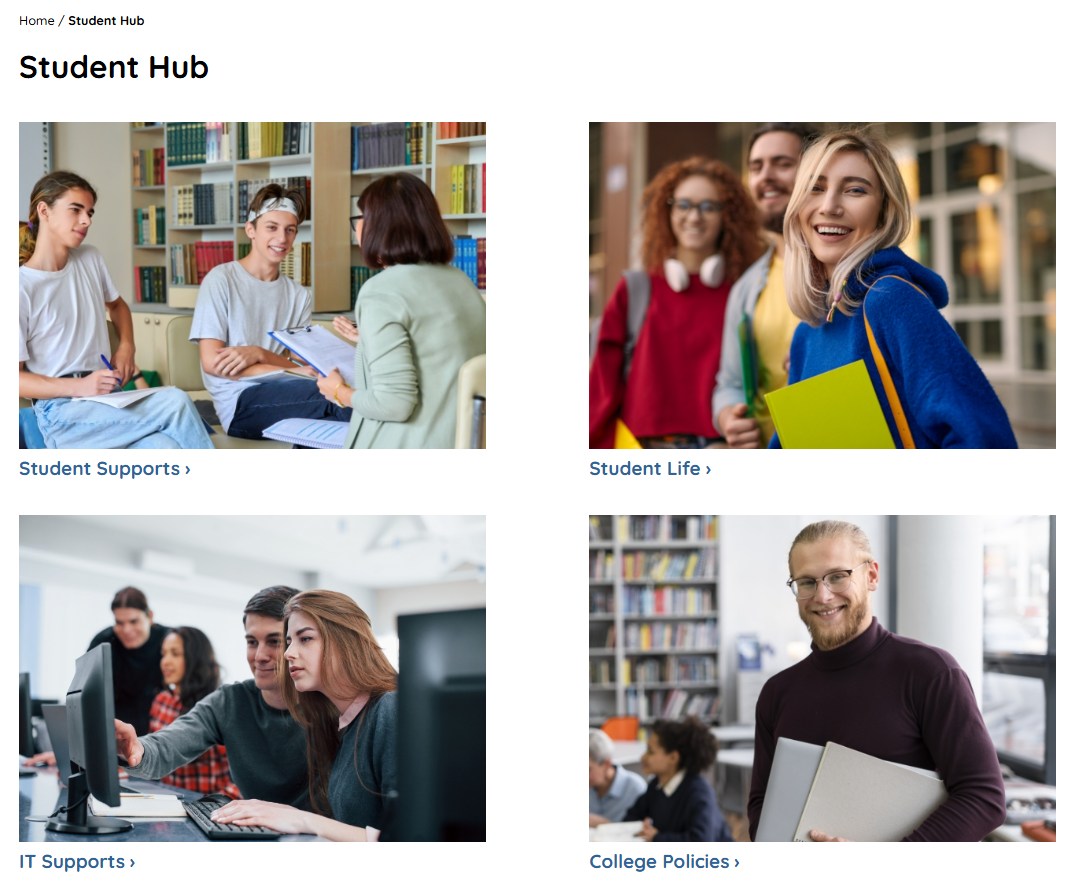 Home / Student Hub
Student Hub
Student Supports ›
Student Life ›
IT Supports ›
College Policies ›